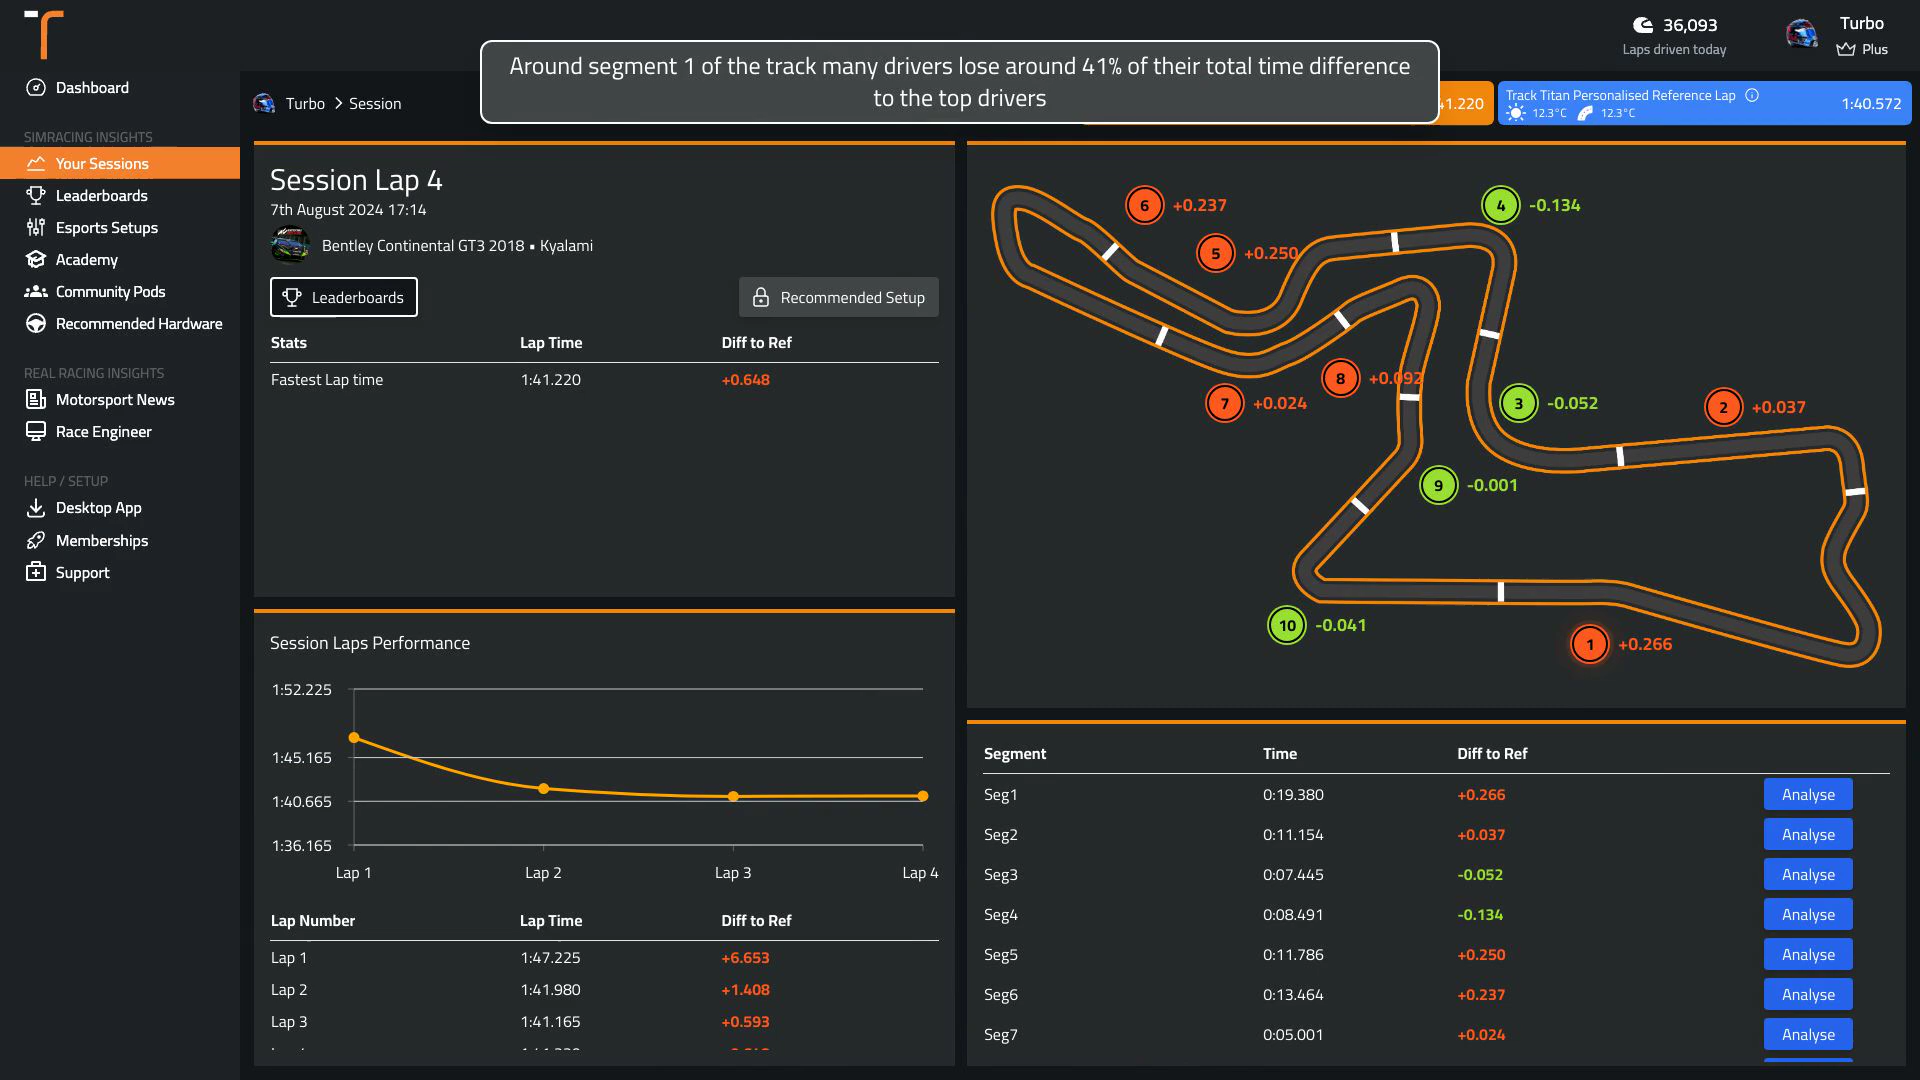 36,093
Laps driven today
Turbo
Plus
Around segment 1 of the track many drivers lose around 41% of their total time difference
to the top drivers
Dashboard
SIMRACING INSIGHTS
Your Sessions
Leaderboards
Esports Setups
Academy
Community Pods
Recommended Hardware
REAL RACING INSIGHTS
Motorsport News
Race Engineer
HELP / SETUP
Desktop App
Memberships
Support
Turbo > Session
1.220
Track Titan Personalised Reference Lap
12.3°C 12.3°C
1:40.572
Session Lap 4
7th August 2024 17:14
Bentley Continental GT3 2018 • Kyalami
Leaderboards
Recommended Setup
Stats Lap Time Diff to Ref
Fastest Lap time 1:41.220 +0.648
6 +0.237
4 -0.134
5 +0.250
8 +0.092
7 +0.024
3 -0.052
2 +0.037
9 -0.001
10 -0.041
1 +0.266
Session Laps Performance
1:52.225
1:45.165
1:40.665
1:36.165
Lap 1 Lap 2 Lap 3 Lap 4
Lap Number Lap Time Diff to Ref
Lap 1 1:47.225 +6.653
Lap 2 1:41.980 +1.408
Lap 3 1:41.165 +0.593
Segment Time Diff to Ref
Seg1 0:19.380 +0.266 Analyse
Seg2 0:11.154 +0.037 Analyse
Seg3 0:07.445 -0.052 Analyse
Seg4 0:08.491 -0.134 Analyse
Seg5 0:11.786 +0.250 Analyse
Seg6 0:13.464 +0.237 Analyse
Seg7 0:05.001 +0.024 Analyse